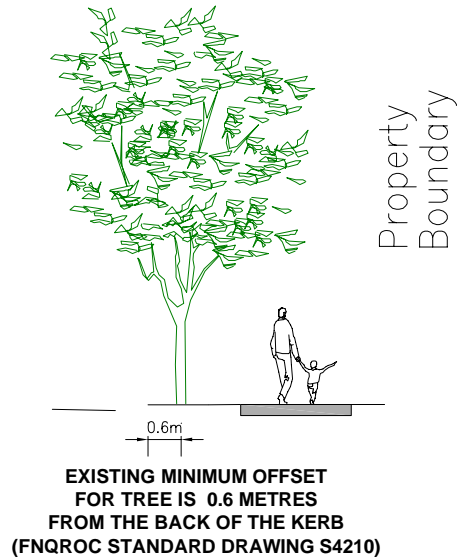 Property
Boundary
0.6m
EXISTING MINIMUM OFFSET
FOR TREE IS 0.6 METRES
FROM THE BACK OF THE KERB
(FNQROC STANDARD DRAWING S4210)